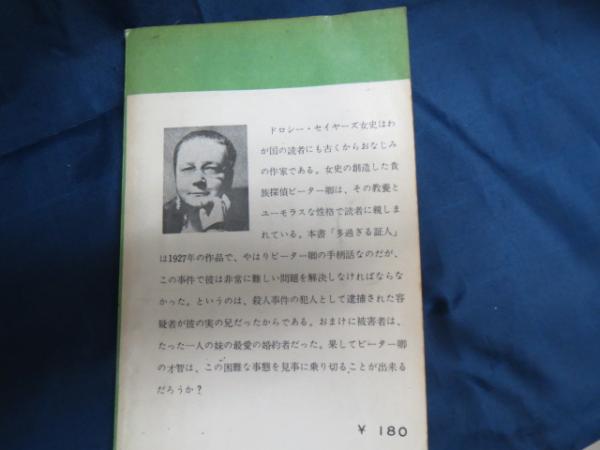 ドロシー・セイヤーズ女史はわ
が国の読者にも古くからおなじみ
の作家である。女史の創造した貴
族探偵ピーター卿は、その教養と
ユーモラスな性格で読者に親しま
れている。本書「多過ぎる証人」
は1927年の作品で、やはりピーター卿の手柄話なのだが、
この事件で彼は非常に難しい問題を解決しなければならな
かった。というのは、殺人事件の犯人として逮捕された容
疑者が彼の実の兄だったからである。おまけに被害者は、
たった一人の妹の最愛の婚約者だった。果してピーター卿
の才智は、この困難な事態を見事に乗り切ることが出来る
だろうか?
¥ 180